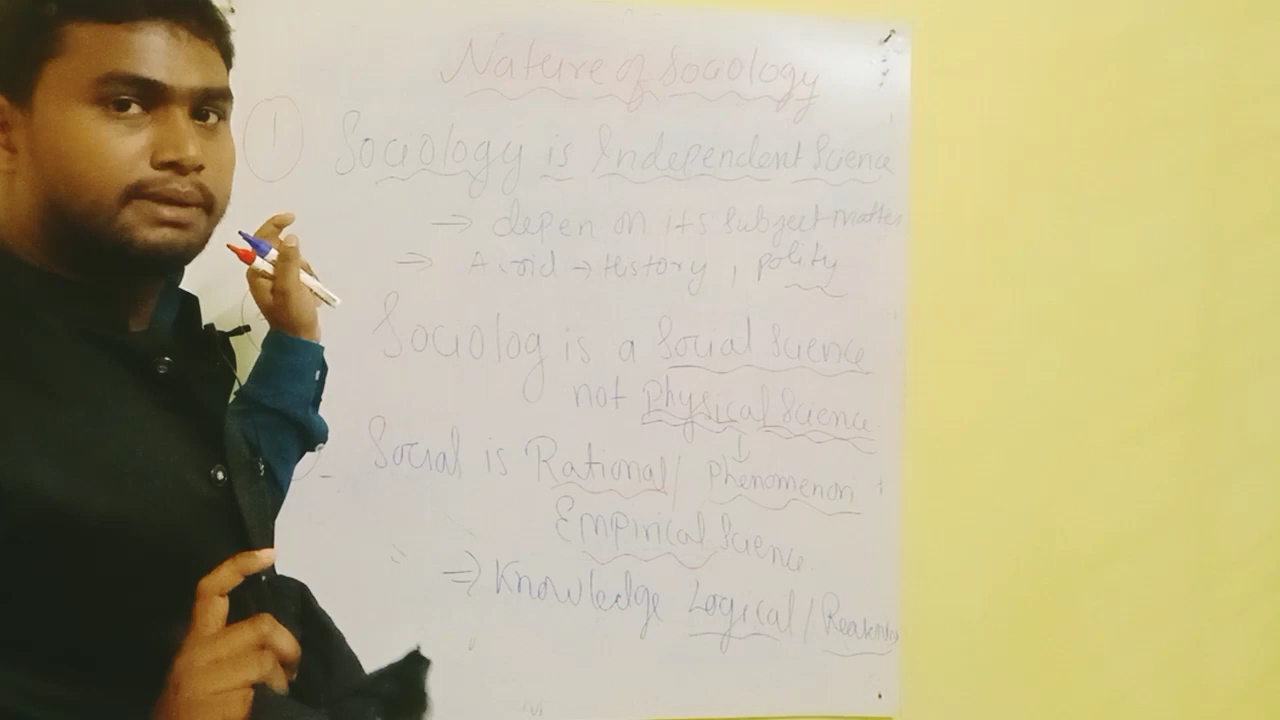 Nature of Sociology
1 Sociology is Independent Science
→ depen on its Subject matter
⇒ Avoid → History, polity
Sociolog is a Social Science
not physical Science
↓
Social is Rational / phenomenon
Empirical Science.
⇒ Knowledge Logical /